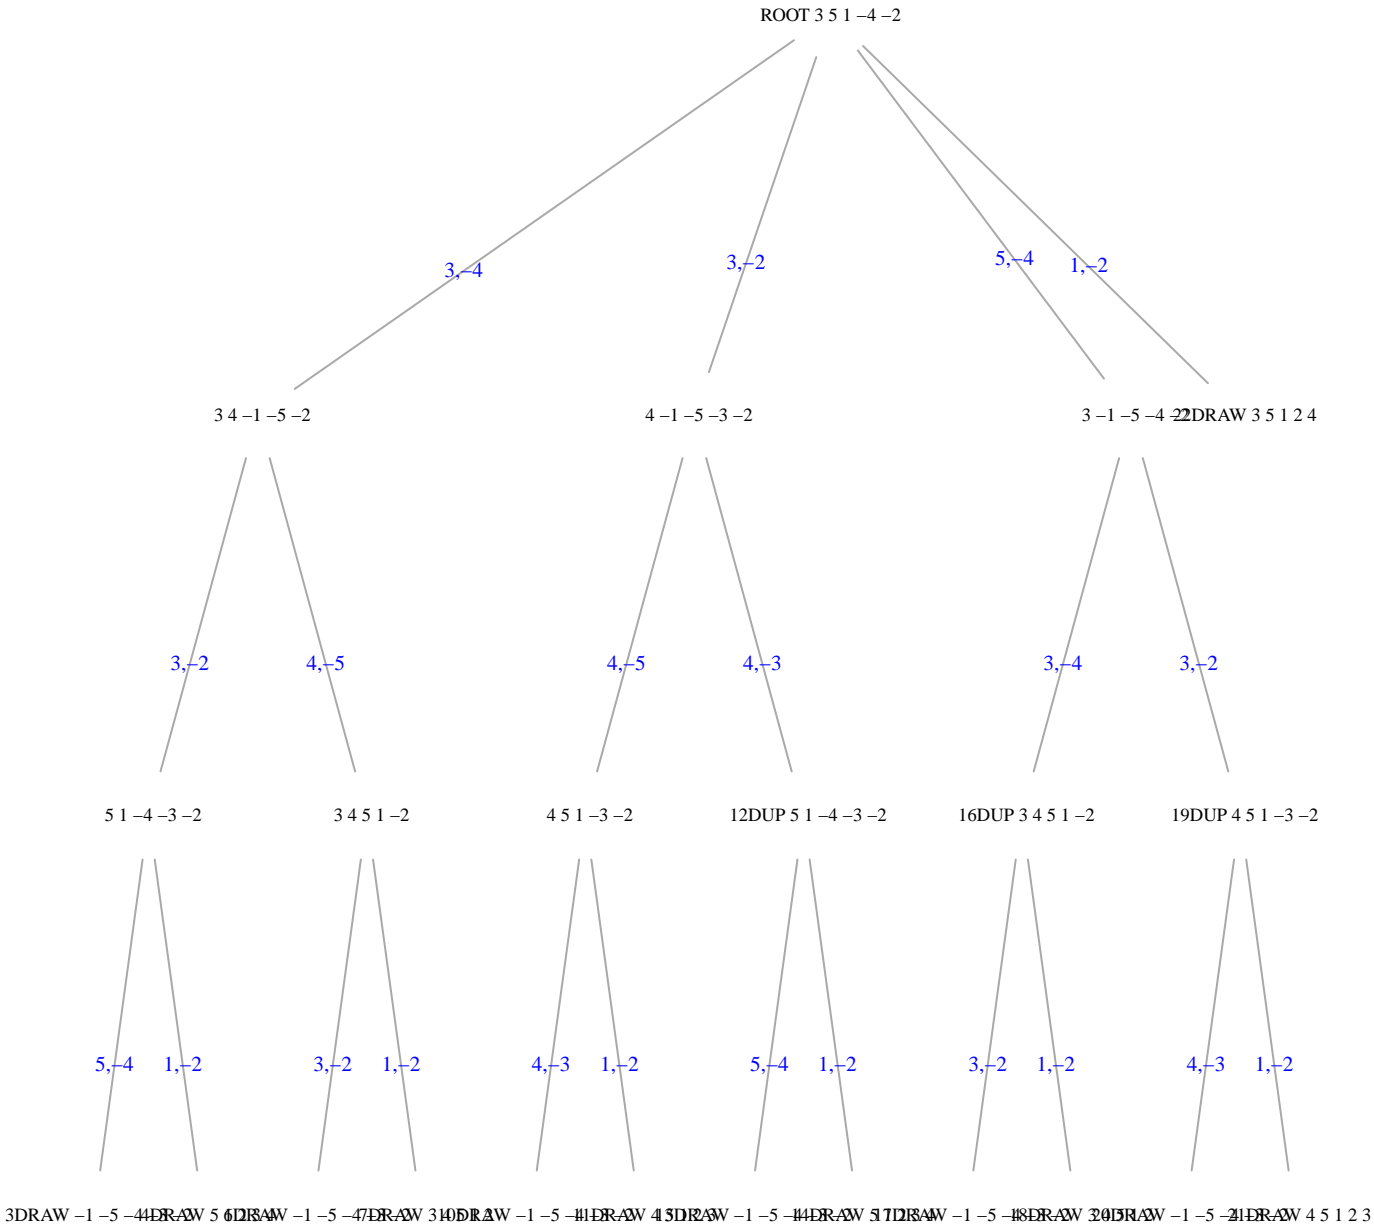 ROOT 3 5 1 –4 –2
3,–4 3,–2 5,–4 1,–2
3 4 –1 –5 –2 4 –1 –5 –3 –2 3 –1 –5 –4 –2 22DRAW 3 5 1 2 4
3,–2 4,–5 4,–5 4,–3 3,–4 3,–2
5 1 –4 –3 –2 3 4 5 1 –2 4 5 1 –3 –2 12DUP 5 1 –4 –3 –2 16DUP 3 4 5 1 –2 19DUP 4 5 1 –3 –2
5,–4 1,–2 3,–2 1,–2 4,–3 1,–2 5,–4 1,–2 3,–2 1,–2 4,–3 1,–2
3DRAW –1 –5 4 5 1 2 3